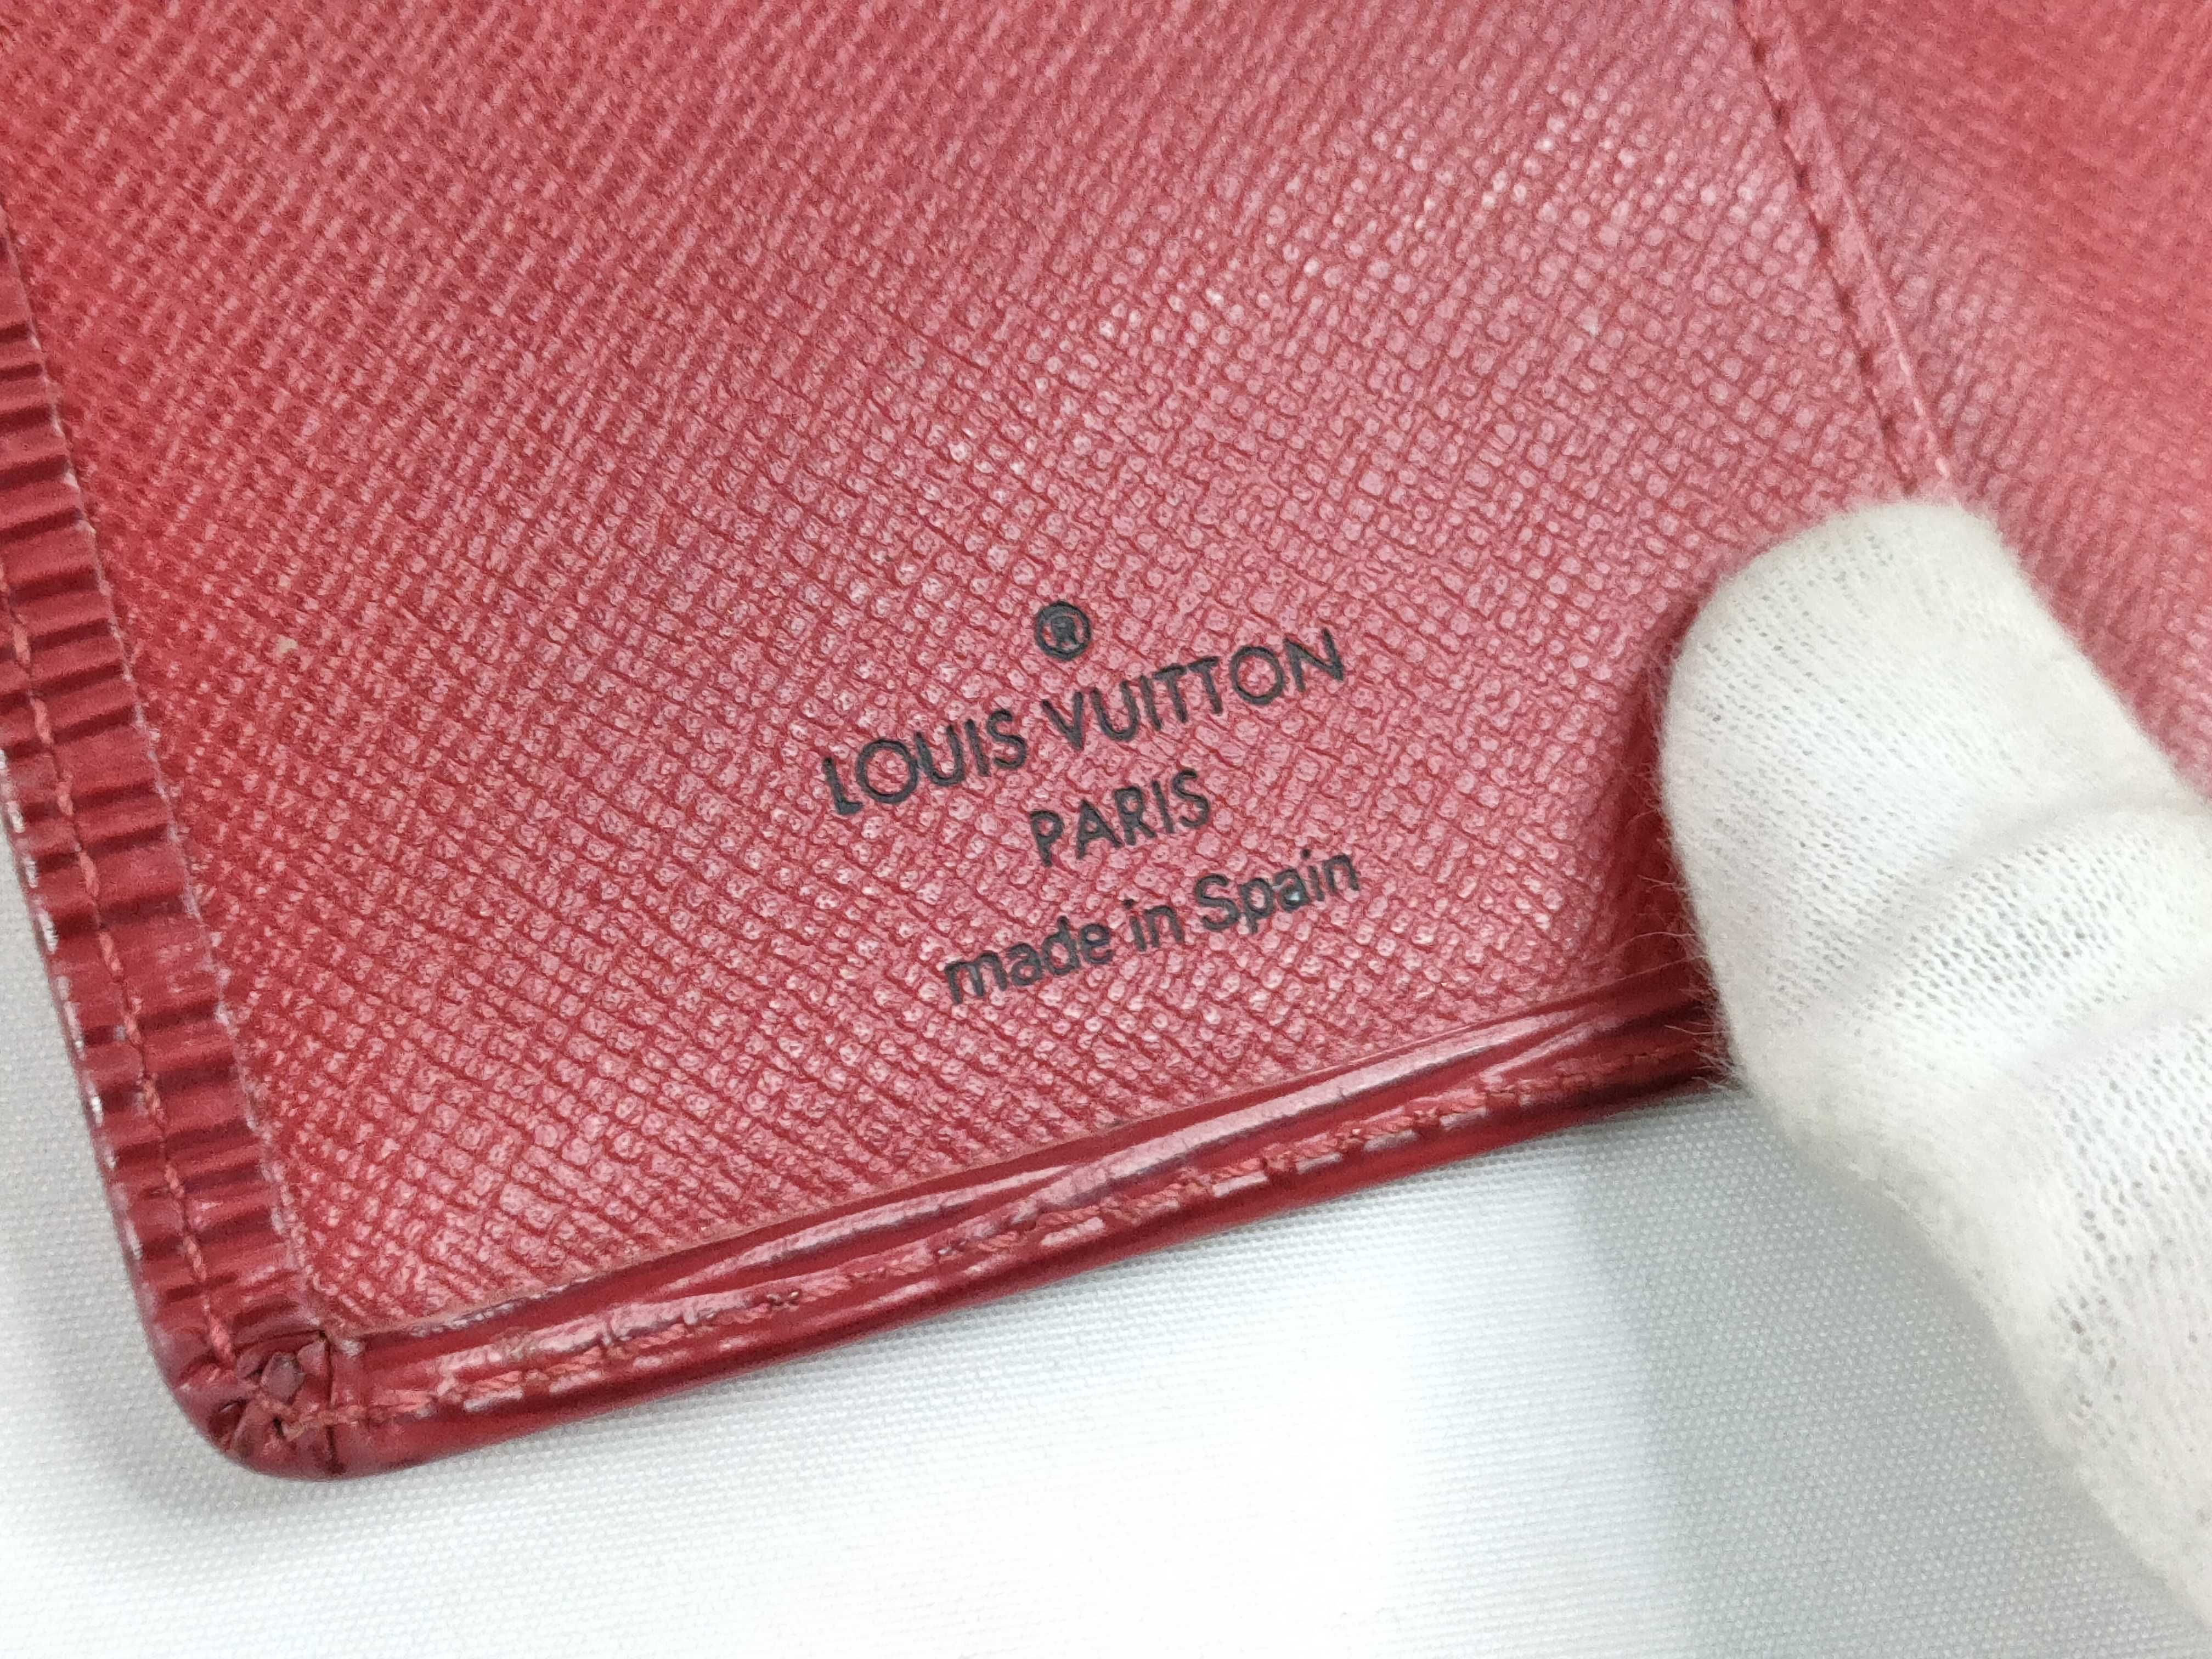 ®
LOUIS VUITTON
PARIS
made in Spain